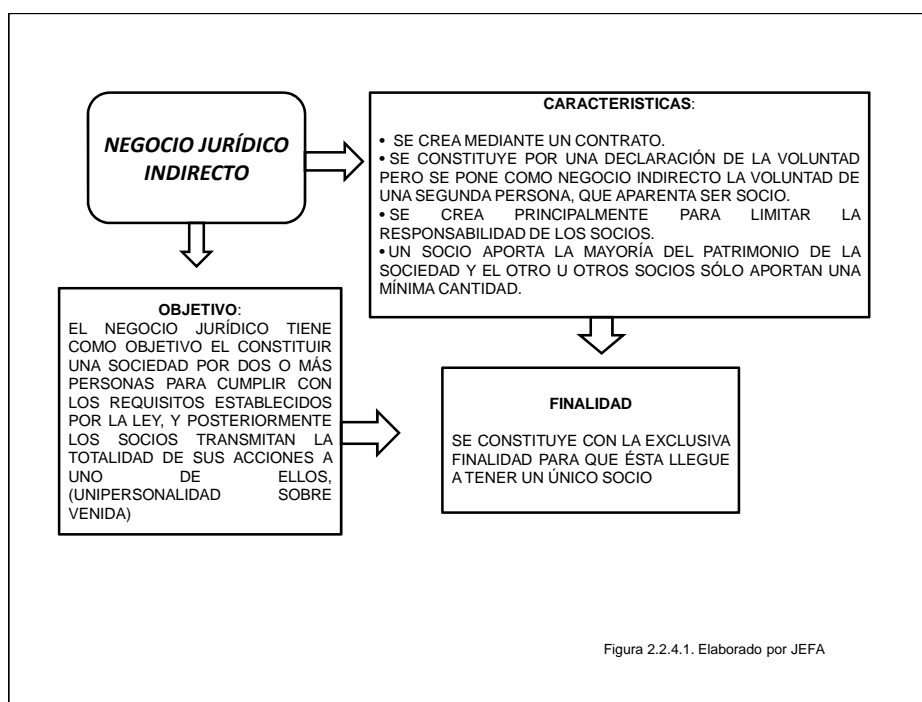 NEGOCIO JURÍDICO
INDIRECTO
CARACTERISTICAS:
• SE CREA MEDIANTE UN CONTRATO.
• SE CONSTITUYE POR UNA DECLARACIÓN DE LA VOLUNTAD
PERO SE PONE COMO NEGOCIO INDIRECTO LA VOLUNTAD DE
UNA SEGUNDA PERSONA, QUE APARENTA SER SOCIO.
• SE CREA PRINCIPALMENTE PARA LIMITAR LA
RESPONSABILIDAD DE LOS SOCIOS.
• UN SOCIO APORTA LA MAYORÍA DEL PATRIMONIO DE LA
SOCIEDAD Y EL OTRO U OTROS SOCIOS SÓLO APORTAN UNA
MÍNIMA CANTIDAD.
OBJETIVO:
EL NEGOCIO JURÍDICO TIENE
COMO OBJETIVO EL CONSTITUIR
UNA SOCIEDAD POR DOS O MÁS
PERSONAS PARA CUMPLIR CON
LOS REQUISITOS ESTABLECIDOS
POR LA LEY, Y POSTERIORMENTE
LOS SOCIOS TRANSMITAN LA
TOTALIDAD DE SUS ACCIONES A
UNO DE ELLOS,
(UNIPERSONALIDAD SOBRE
VENIDA)
FINALIDAD
SE CONSTITUYE CON LA EXCLUSIVA
FINALIDAD PARA QUE ÉSTA LLEGUE
A TENER UN ÚNICO SOCIO
Figura 2.2.4.1. Elaborado por JEFA